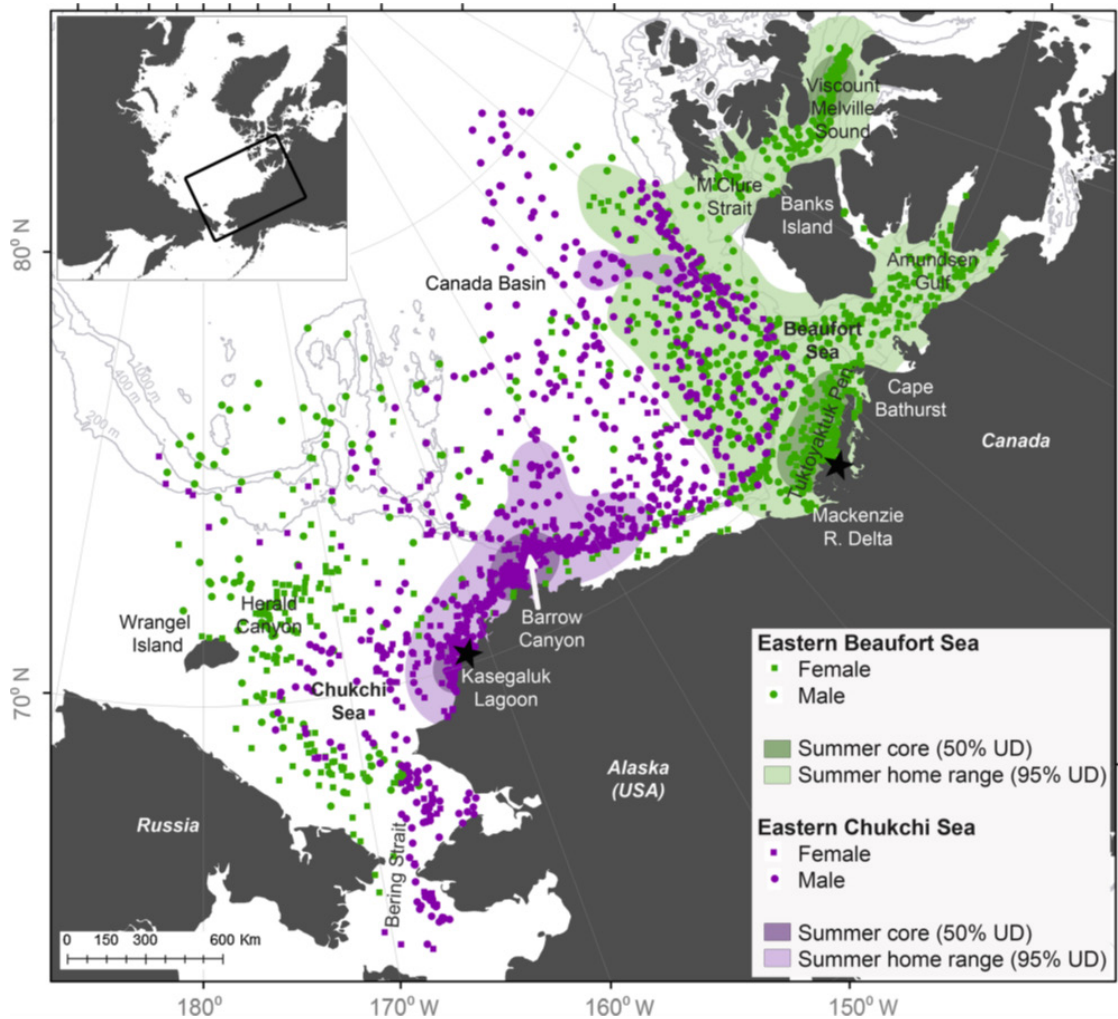 Viscount
Melville
Sound
M'Clure
Strait
Banks
Island
Amundsen
Gulf
80° N
Canada Basin
Beaufort
Sea
1000 m
400 m
200 m
Cape
Bathurst
Tuktoyaktuk Pen.
Canada
Mackenzie
R. Delta
Herald
Canyon
Wrangel
Island
Barrow
Canyon
Kasegaluk
Lagoon
70° N
Chukchi
Sea
Alaska
(USA)
Russia
Bering Strait
Eastern Beaufort Sea
Female
Male
Summer core (50% UD)
Summer home range (95% UD)
Eastern Chukchi Sea
Female
Male
Summer core (50% UD)
Summer home range (95% UD)
0 150 300 600 Km
180°
170° W
160° W
150° W